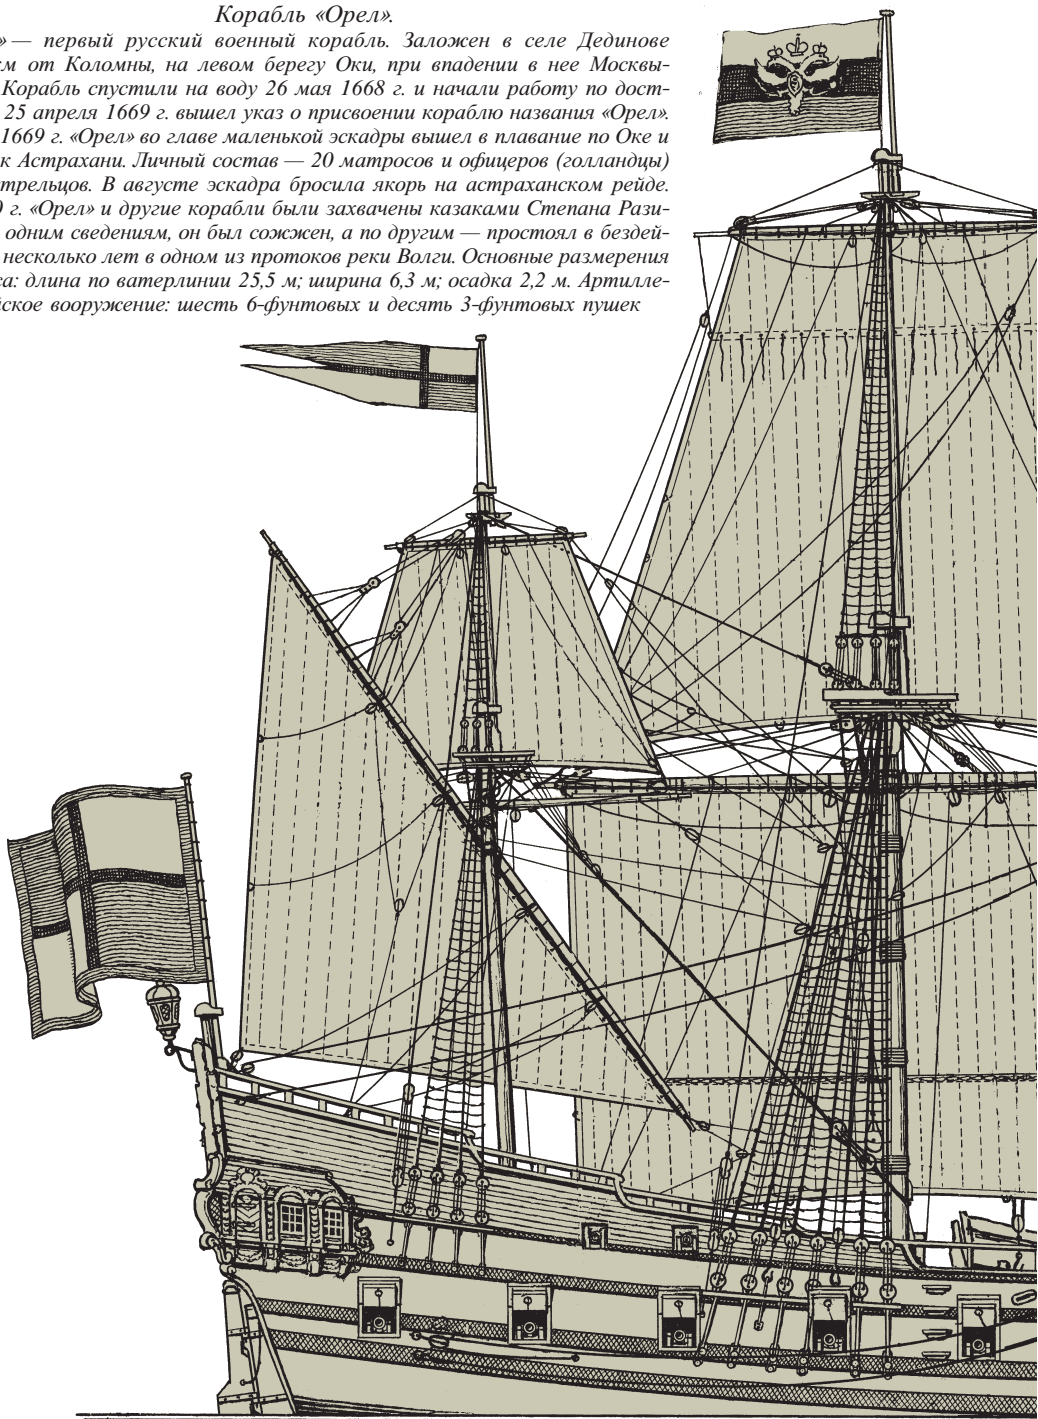 Корабль «Орел».
» — первый русский военный корабль. Заложен в селе Дединове
км от Коломны, на левом берегу Оки, при впадении в нее Москвы-
Корабль спустили на воду 26 мая 1668 г. и начали работу по дост-
25 апреля 1669 г. вышел указ о присвоении кораблю названия «Орел».
1669 г. «Орел» во главе маленькой эскадры вышел в плавание по Оке и
к Астрахани. Личный состав — 20 матросов и офицеров (голландцы)
трельцов. В августе эскадра бросила якорь на астраханском рейде.
г. «Орел» и другие корабли были захвачены казаками Степана Рази-
одним сведениям, он был сожжен, а по другим — простоял в бездей-
несколько лет в одном из протоков реки Волги. Основные размерения
са: длина по ватерлинии 25,5 м; ширина 6,3 м; осадка 2,2 м. Артилле-
йское вооружение: шесть 6-фунтовых и десять 3-фунтовых пушек